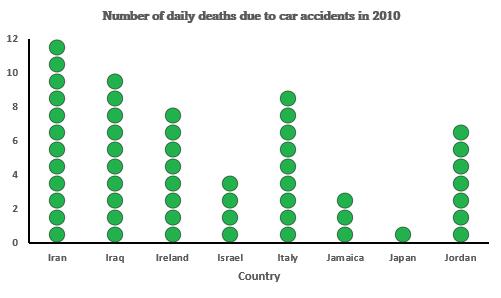 Number of daily deaths due to car accidents in 2010
12
10
8
6
4
2
0
Iran Iraq Ireland Israel Italy Jamaica Japan Jordan
Country